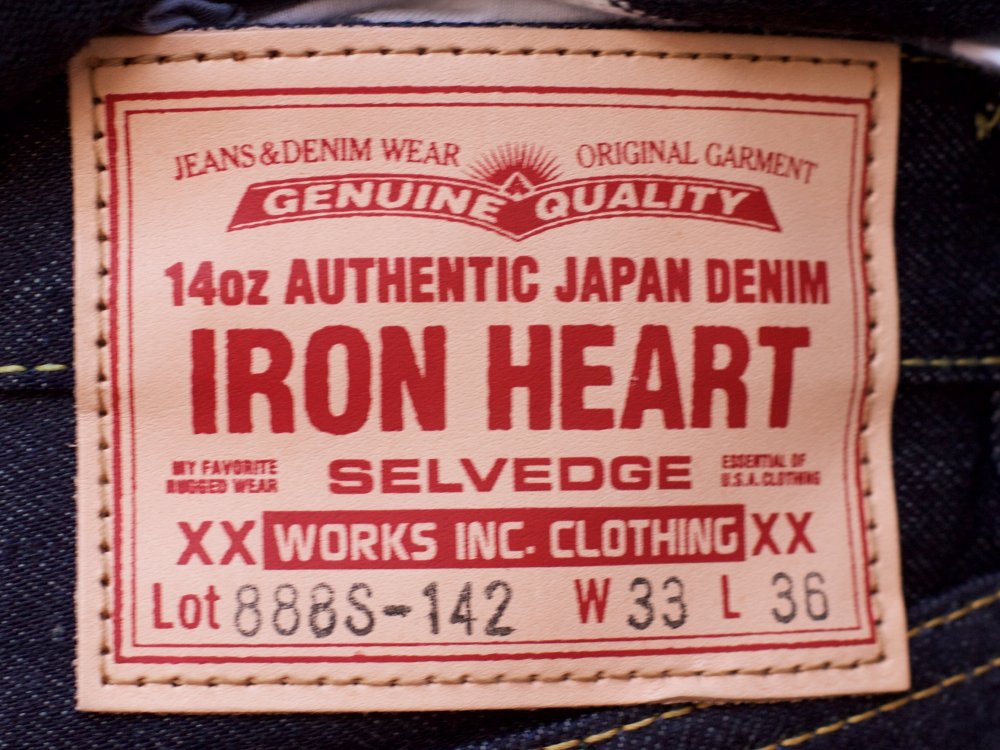 JEANS & DENIM WEAR ORIGINAL GARMENT
GENUINE QUALITY
14oz AUTHENTIC JAPAN DENIM
IRON HEART
MY FAVORITE RUGGED WEAR
SELVEDGE
ESSENTIAL OF U.S.A. CLOTHING
XX WORKS INC. CLOTHING XX
Lot 888S-142 W 33 L 36